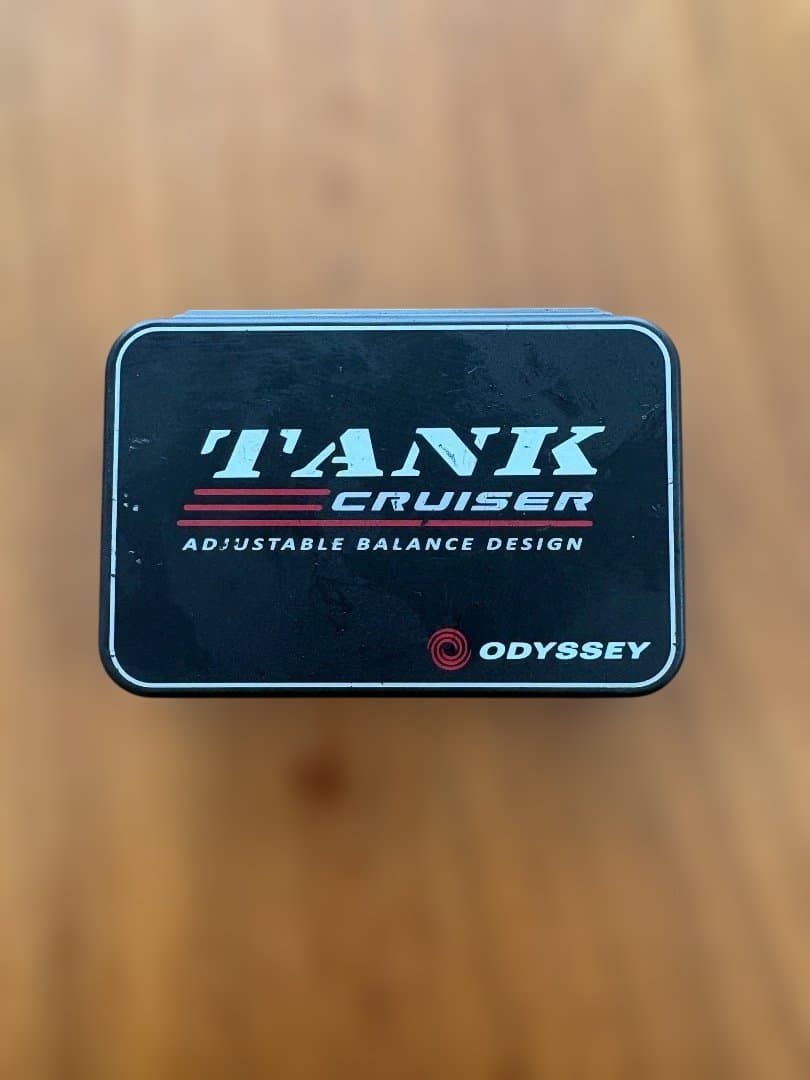 TANK
CRUISER
ADJUSTABLE BALANCE DESIGN
ODYSSEY